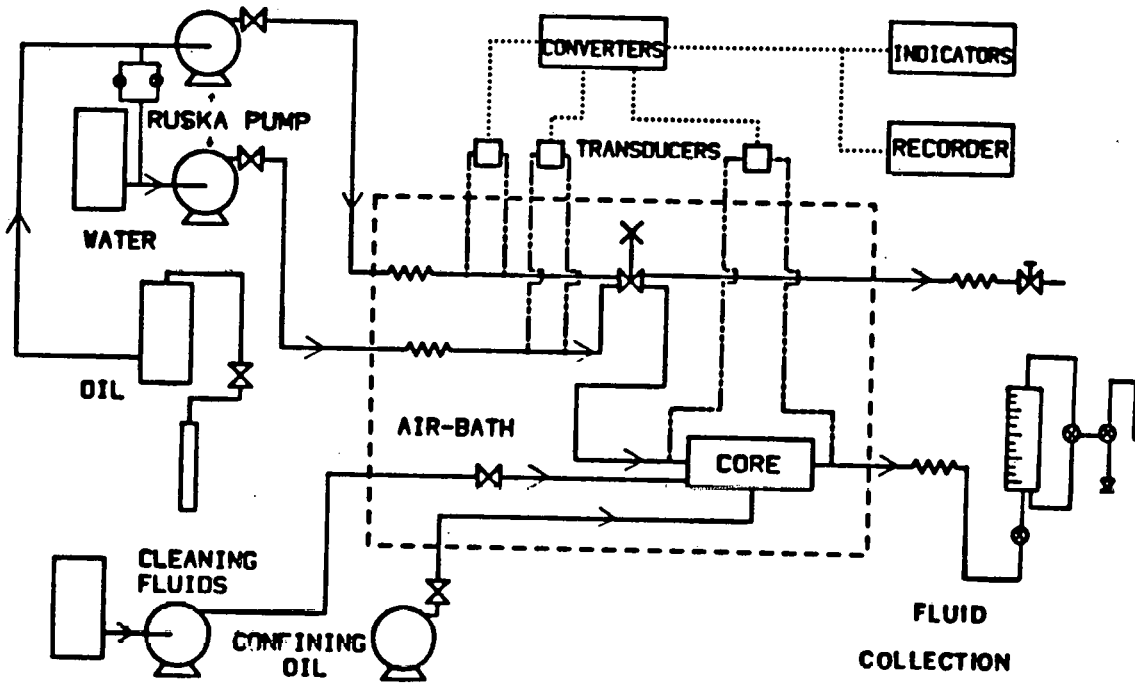 CONVERTERS
INDICATORS
RUSKA PUMP
TRANSDUCERS
RECORDER
WATER
OIL
AIR-BATH
CORE
CLEANING
FLUIDS
CONFINING
OIL
FLUID
COLLECTION